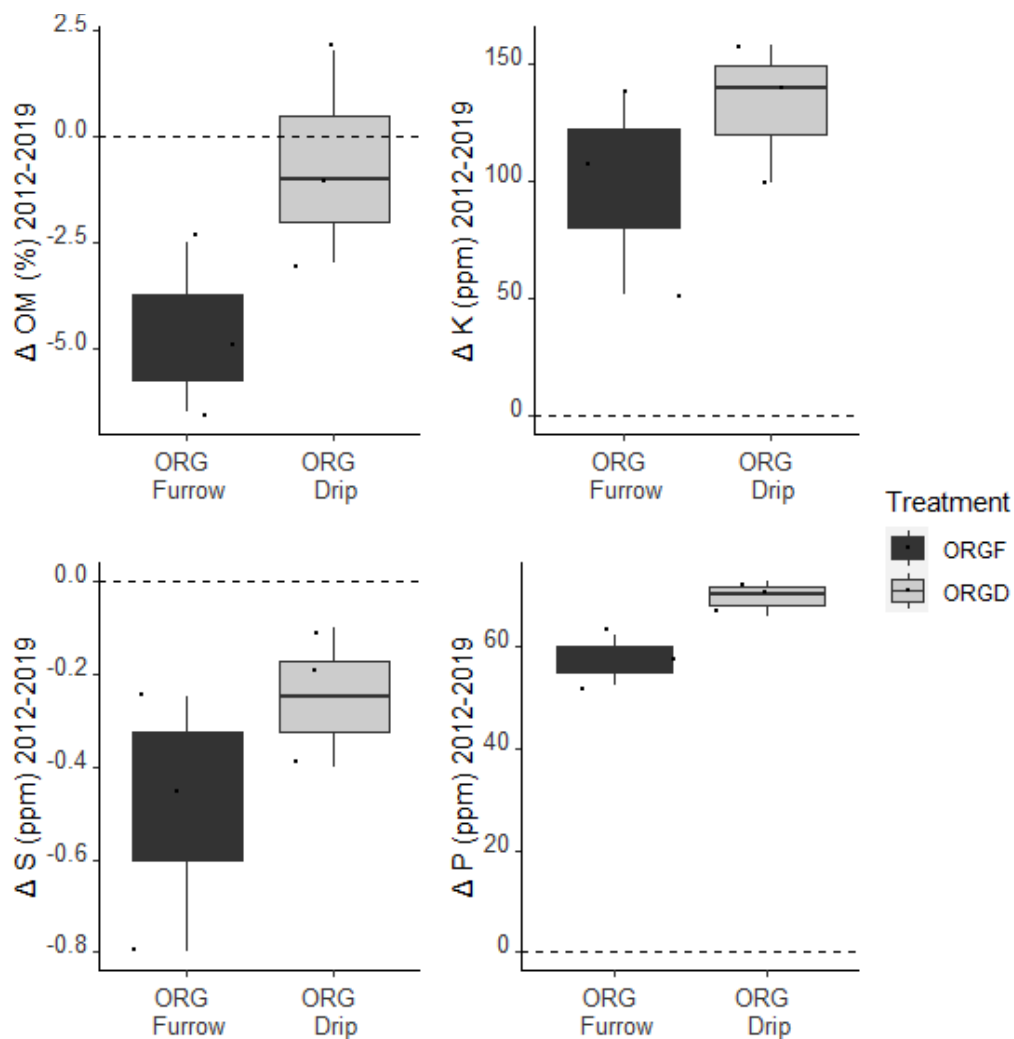 Δ OM (%) 2012-2019
2.5
0.0
-2.5
-5.0
ORG
Furrow
ORG
Drip
Δ K (ppm) 2012-2019
150
100
50
0
ORG
Furrow
ORG
Drip
Δ S (ppm) 2012-2019
0.0
-0.2
-0.4
-0.6
-0.8
ORG
Furrow
ORG
Drip
Δ P (ppm) 2012-2019
60
40
20
0
ORG
Furrow
ORG
Drip
Treatment
ORGF
ORGD